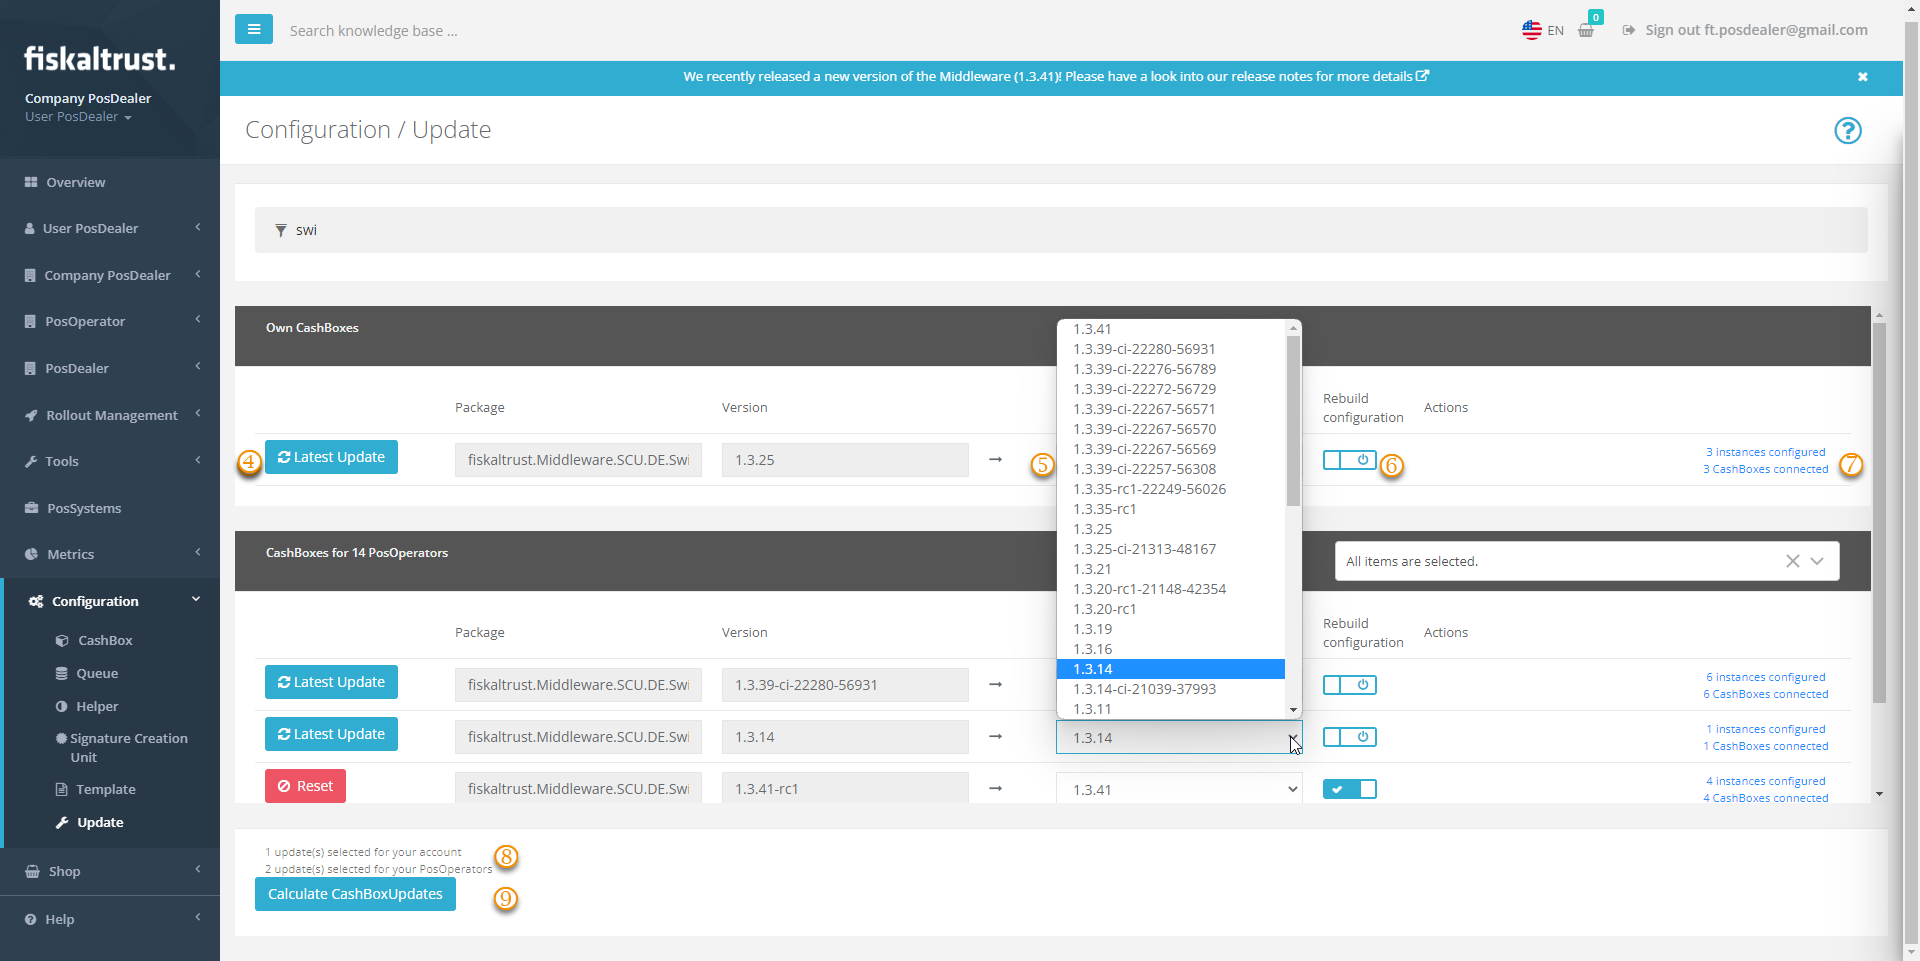 fiskaltrust.
Company PosDealer
User PosDealer
Overview
User PosDealer
Company PosDealer
PosOperator
PosDealer
Rollout Management
Tools
PosSystems
Metrics
Configuration
CashBox
Queue
Helper
Signature Creation
Unit
Template
Update
Shop
Help
Search knowledge base ...
EN
0
Sign out ft.posdealer@gmail.com
We recently released a new version of the Middleware (1.3.41)! Please have a look into our release notes for more details
Configuration / Update
?
swi
Own CashBoxes
Package
Version
Rebuild
configuration
Actions
4
Latest Update
fiskaltrust.Middleware.SCU.DE.Swi
1.3.25
5
6
3 instances configured
3 CashBoxes connected
7
1.3.41
1.3.39-ci-22280-56931
1.3.39-ci-22276-56789
1.3.39-ci-22272-56729
1.3.39-ci-22267-56571
1.3.39-ci-22267-56570
1.3.39-ci-22267-56569
1.3.39-ci-22257-56308
1.3.35-rc1-22249-56026
1.3.35-rc1
1.3.25
1.3.25-ci-21313-48167
1.3.21
1.3.20-rc1-21148-42354
1.3.20-rc1
1.3.19
1.3.16
1.3.14
1.3.14-ci-21039-37993
1.3.11
CashBoxes for 14 PosOperators
All items are selected.
Package
Version
Rebuild
configuration
Actions
Latest Update
fiskaltrust.Middleware.SCU.DE.Swi
1.3.39-ci-22280-56931
6 instances configured
6 CashBoxes connected
Latest Update
fiskaltrust.Middleware.SCU.DE.Swi
1.3.14
1.3.14
1 instances configured
1 CashBoxes connected
Reset
fiskaltrust.Middleware.SCU.DE.Swi
1.3.41-rc1
1.3.41
4 instances configured
4 CashBoxes connected
1 update(s) selected for your account
2 update(s) selected for your PosOperators
8
Calculate CashBoxUpdates
9